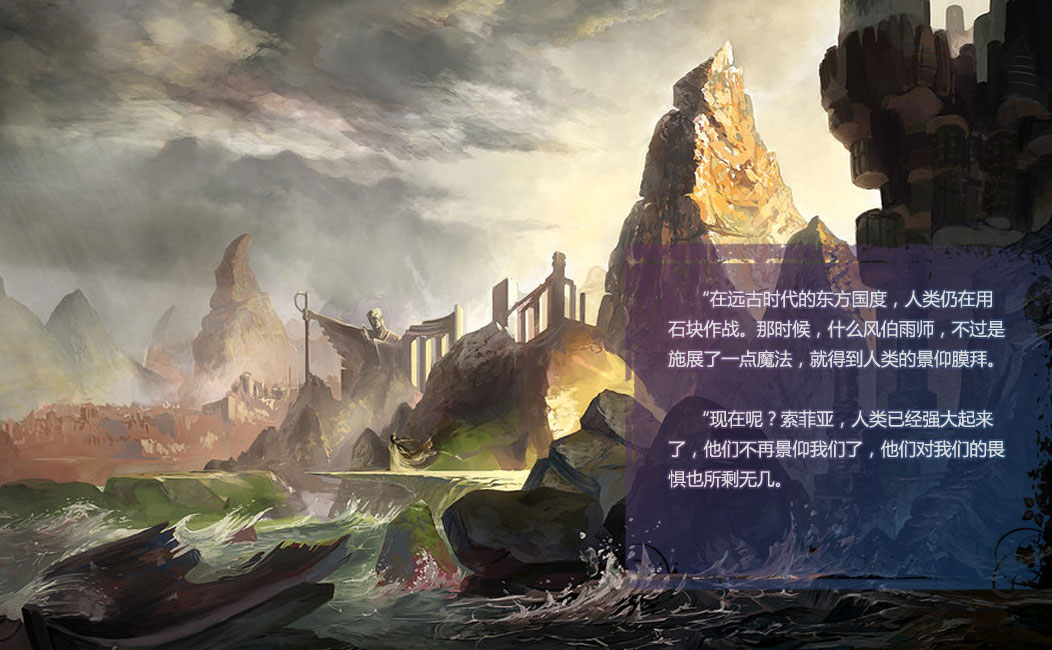 “在远古时代的东方国度，人类仍在用
石块作战。那时候，什么风伯雨师，不过是
施展了一点魔法，就得到人类的景仰膜拜。
“现在呢？索菲亚，人类已经强大起来
了，他们不再景仰我们了，他们对我们的畏
惧也所剩无几。